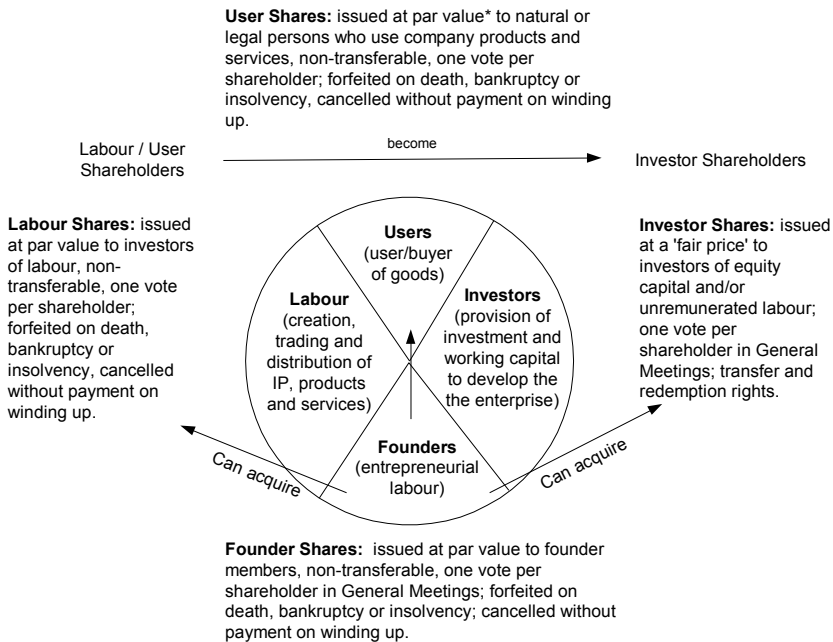 User Shares: issued at par value* to natural or
legal persons who use company products and
services, non-transferable, one vote per
shareholder; forfeited on death, bankruptcy or
insolvency, cancelled without payment on winding
up.
Labour / User
Shareholders
become
Investor Shareholders
Labour Shares: issued
at par value to investors
of labour, non-
transferable, one vote
per shareholder;
forfeited on death,
bankruptcy or
insolvency, cancelled
without payment on
winding up.
Users
(user/buyer
of goods)
Labour
(creation,
trading and
distribution of
IP, products
and services)
Investors
(provision of
investment and
working capital
to develop the
the enterprise)
Founders
(entrepreneurial
labour)
Investor Shares: issued
at a 'fair price' to
investors of equity
capital and/or
unremunerated labour;
one vote per
shareholder in General
Meetings; transfer and
redemption rights.
Can acquire
Can acquire
Founder Shares: issued at par value to founder
members, non-transferable, one vote per
shareholder in General Meetings; forfeited on
death, bankruptcy or insolvency; cancelled without
payment on winding up.